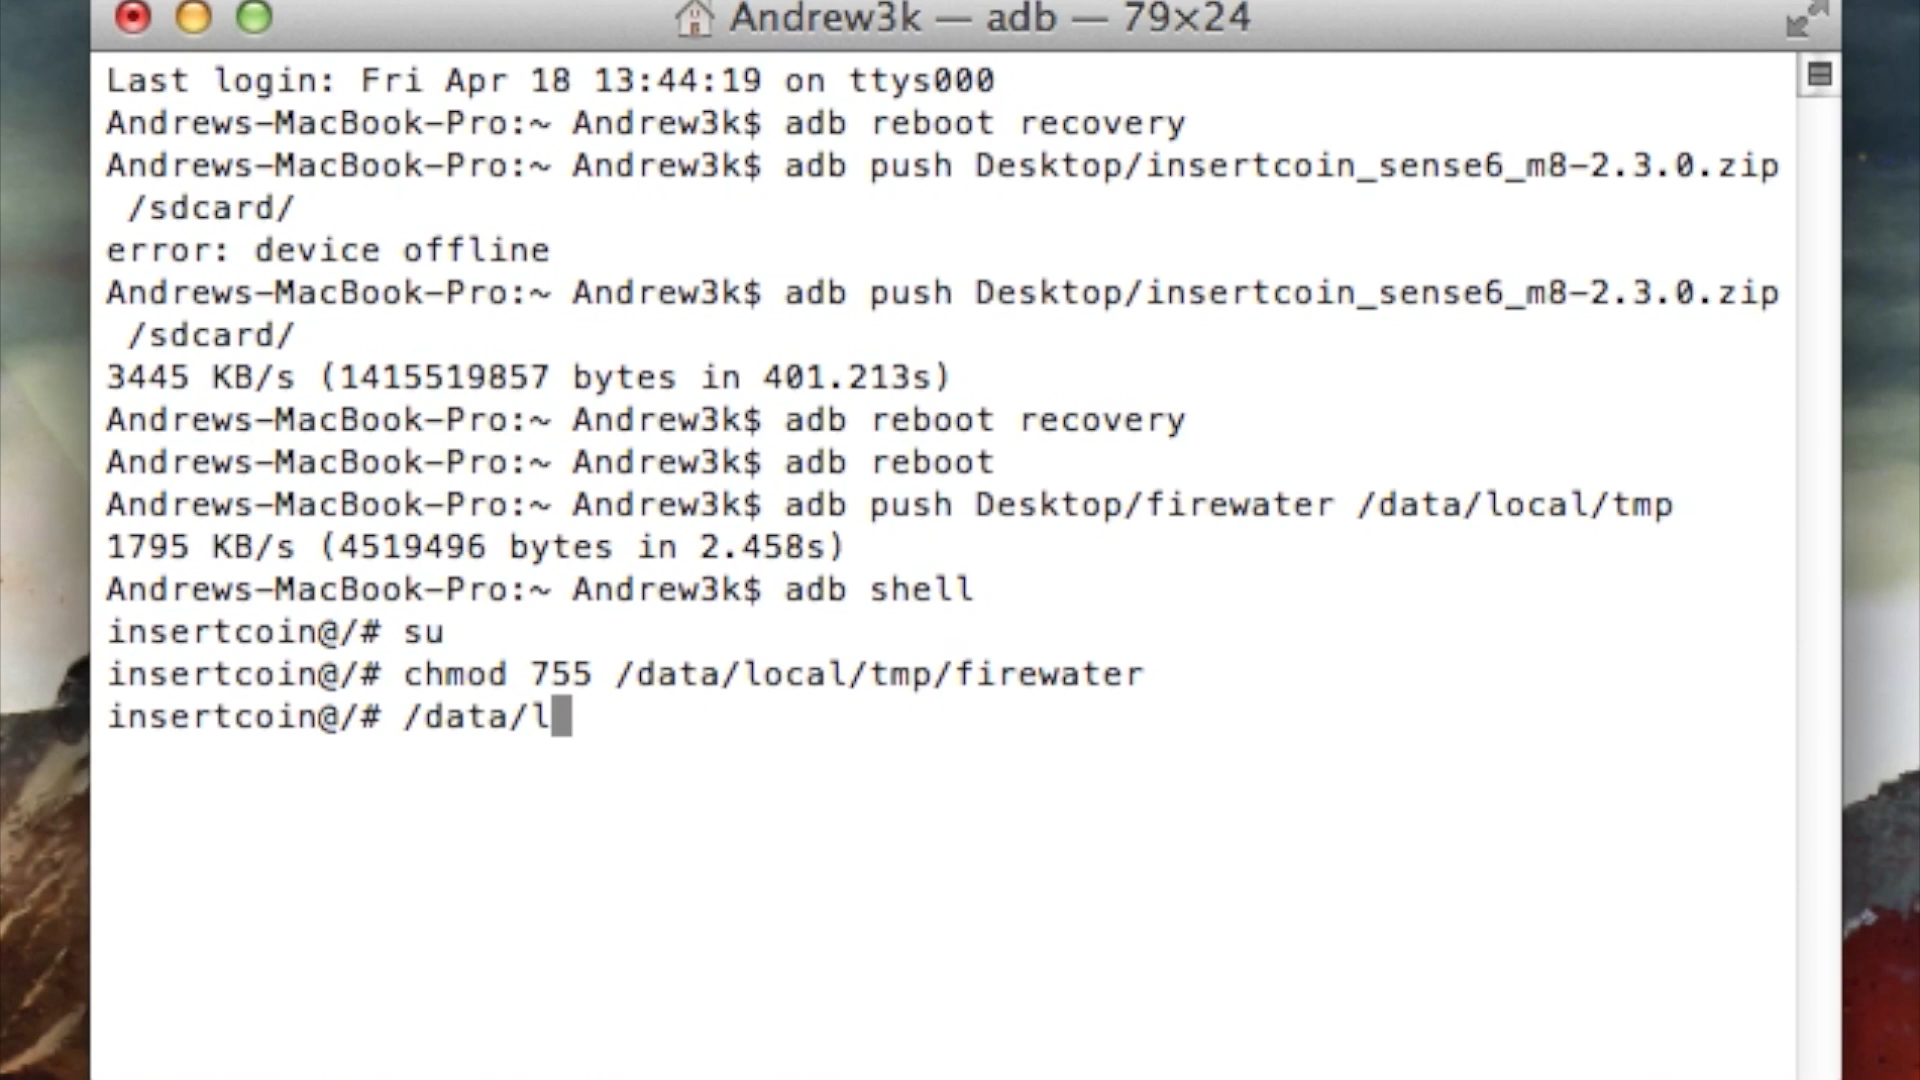 Andrew3k — adb — 79×24
Last login: Fri Apr 18 13:44:19 on ttys000
Andrews-MacBook-Pro:~ Andrew3k$ adb reboot recovery
Andrews-MacBook-Pro:~ Andrew3k$ adb push Desktop/insertcoin_sense6_m8-2.3.0.zip
/sdcard/
error: device offline
Andrews-MacBook-Pro:~ Andrew3k$ adb push Desktop/insertcoin_sense6_m8-2.3.0.zip
/sdcard/
3445 KB/s (1415519857 bytes in 401.213s)
Andrews-MacBook-Pro:~ Andrew3k$ adb reboot recovery
Andrews-MacBook-Pro:~ Andrew3k$ adb reboot
Andrews-MacBook-Pro:~ Andrew3k$ adb push Desktop/firewater /data/local/tmp
1795 KB/s (4519496 bytes in 2.458s)
Andrews-MacBook-Pro:~ Andrew3k$ adb shell
insertcoin@/# su
insertcoin@/# chmod 755 /data/local/tmp/firewater
insertcoin@/# /data/l